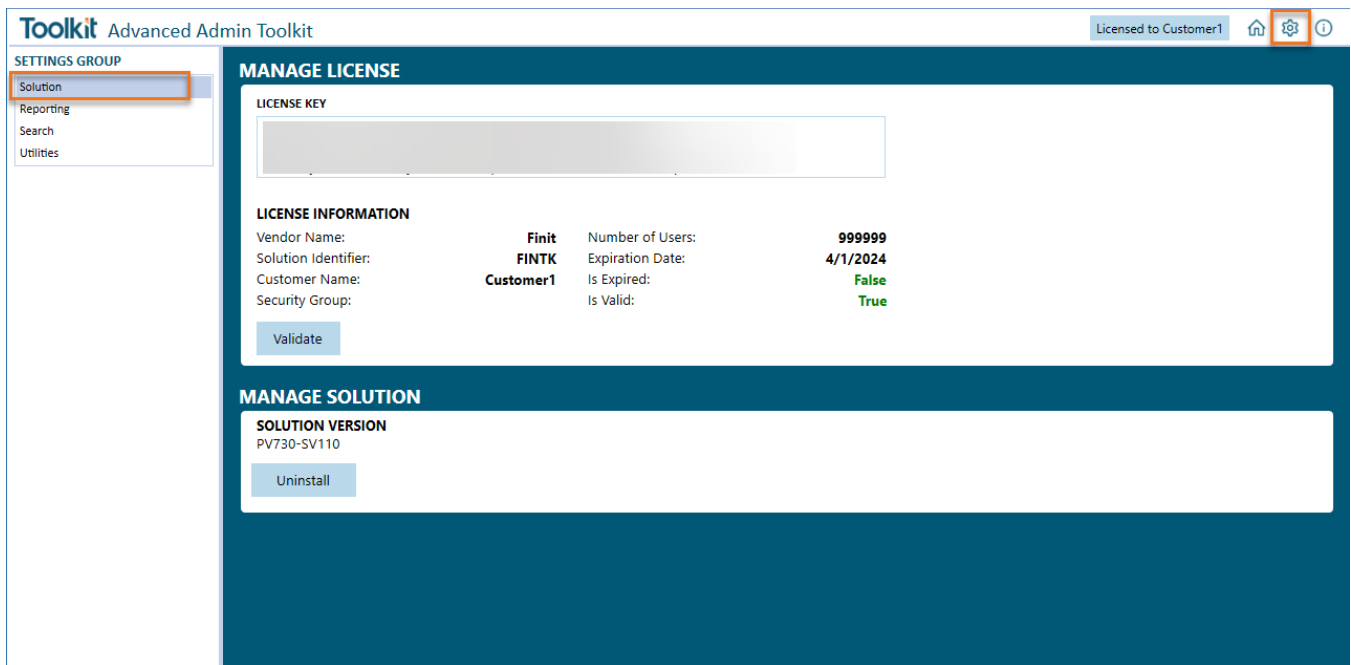 Toolkit Advanced Admin Toolkit
Licensed to Customer1
SETTINGS GROUP
Solution
Reporting
Search
Utilities
MANAGE LICENSE
LICENSE KEY
LICENSE INFORMATION
Vendor Name: Finit Number of Users: 999999
Solution Identifier: FINTK Expiration Date: 4/1/2024
Customer Name: Customer1 Is Expired: False
Security Group: Is Valid: True
Validate
MANAGE SOLUTION
SOLUTION VERSION
PV730-SV110
Uninstall